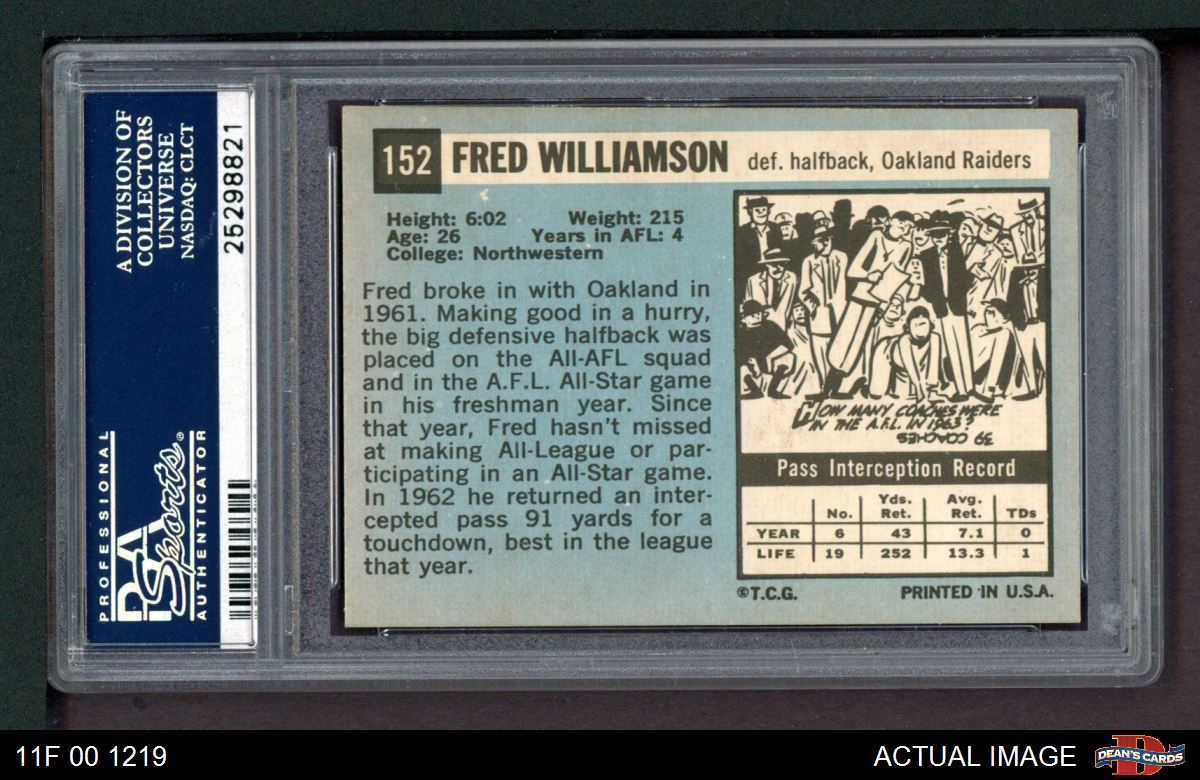 A DIVISION OF
COLLECTORS
UNIVERSE
NASDAQ: CLCT
25298821
PROFESSIONAL
PSA
Sports®
AUTHENTICATOR
152 FRED WILLIAMSON def. halfback, Oakland Raiders
Height: 6:02 Weight: 215
Age: 26 Years in AFL: 4
College: Northwestern
Fred broke in with Oakland in
1961. Making good in a hurry,
the big defensive halfback was
placed on the All-AFL squad
and in the A.F.L. All-Star game
in his freshman year. Since
that year, Fred hasn't missed
at making All-League or par-
ticipating in an All-Star game.
In 1962 he returned an inter-
cepted pass 91 yards for a
touchdown, best in the league
that year.
HOW MANY COACHES WERE
IN THE A.F.L. IN 1963?
39 COACHES
Pass Interception Record
No. Yds. Ret. Avg. Ret. TDs
YEAR 6 43 7.1 0
LIFE 19 252 13.3 1
©T.C.G. PRINTED IN U.S.A.
11F 00 1219
ACTUAL IMAGE
D
DEAN'S CARDS